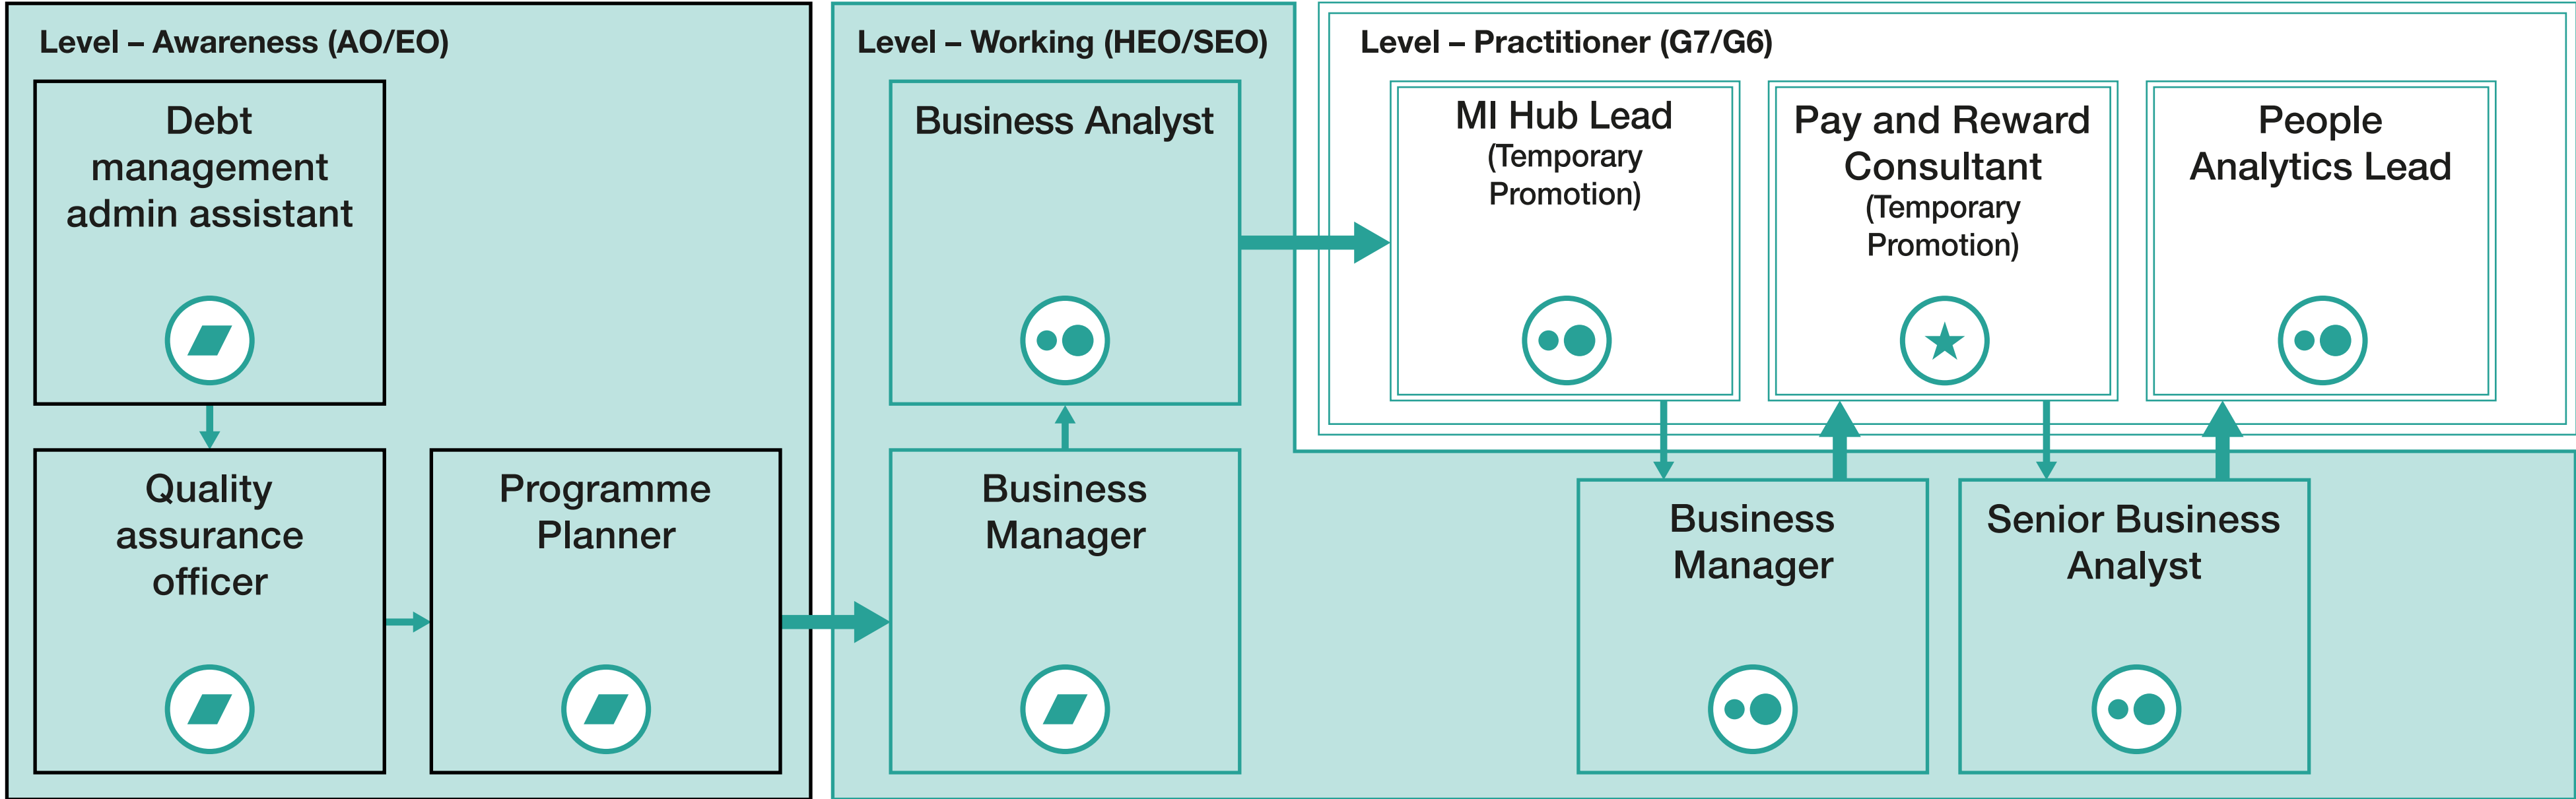 Level – Awareness (AO/EO)
Debt
management
admin assistant
Quality
assurance
officer
Programme
Planner
Level – Working (HEO/SEO)
Business Analyst
Business
Manager
Level – Practitioner (G7/G6)
MI Hub Lead
(Temporary
Promotion)
Pay and Reward
Consultant
(Temporary
Promotion)
People
Analytics Lead
Business
Manager
Senior Business
Analyst